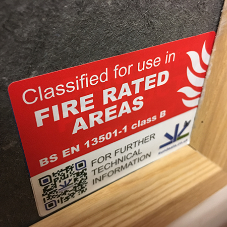 Classified for use in
FIRE RATED
AREAS
BS EN 13501-1 class B
FOR FURTHER
TECHNICAL
INFORMATION